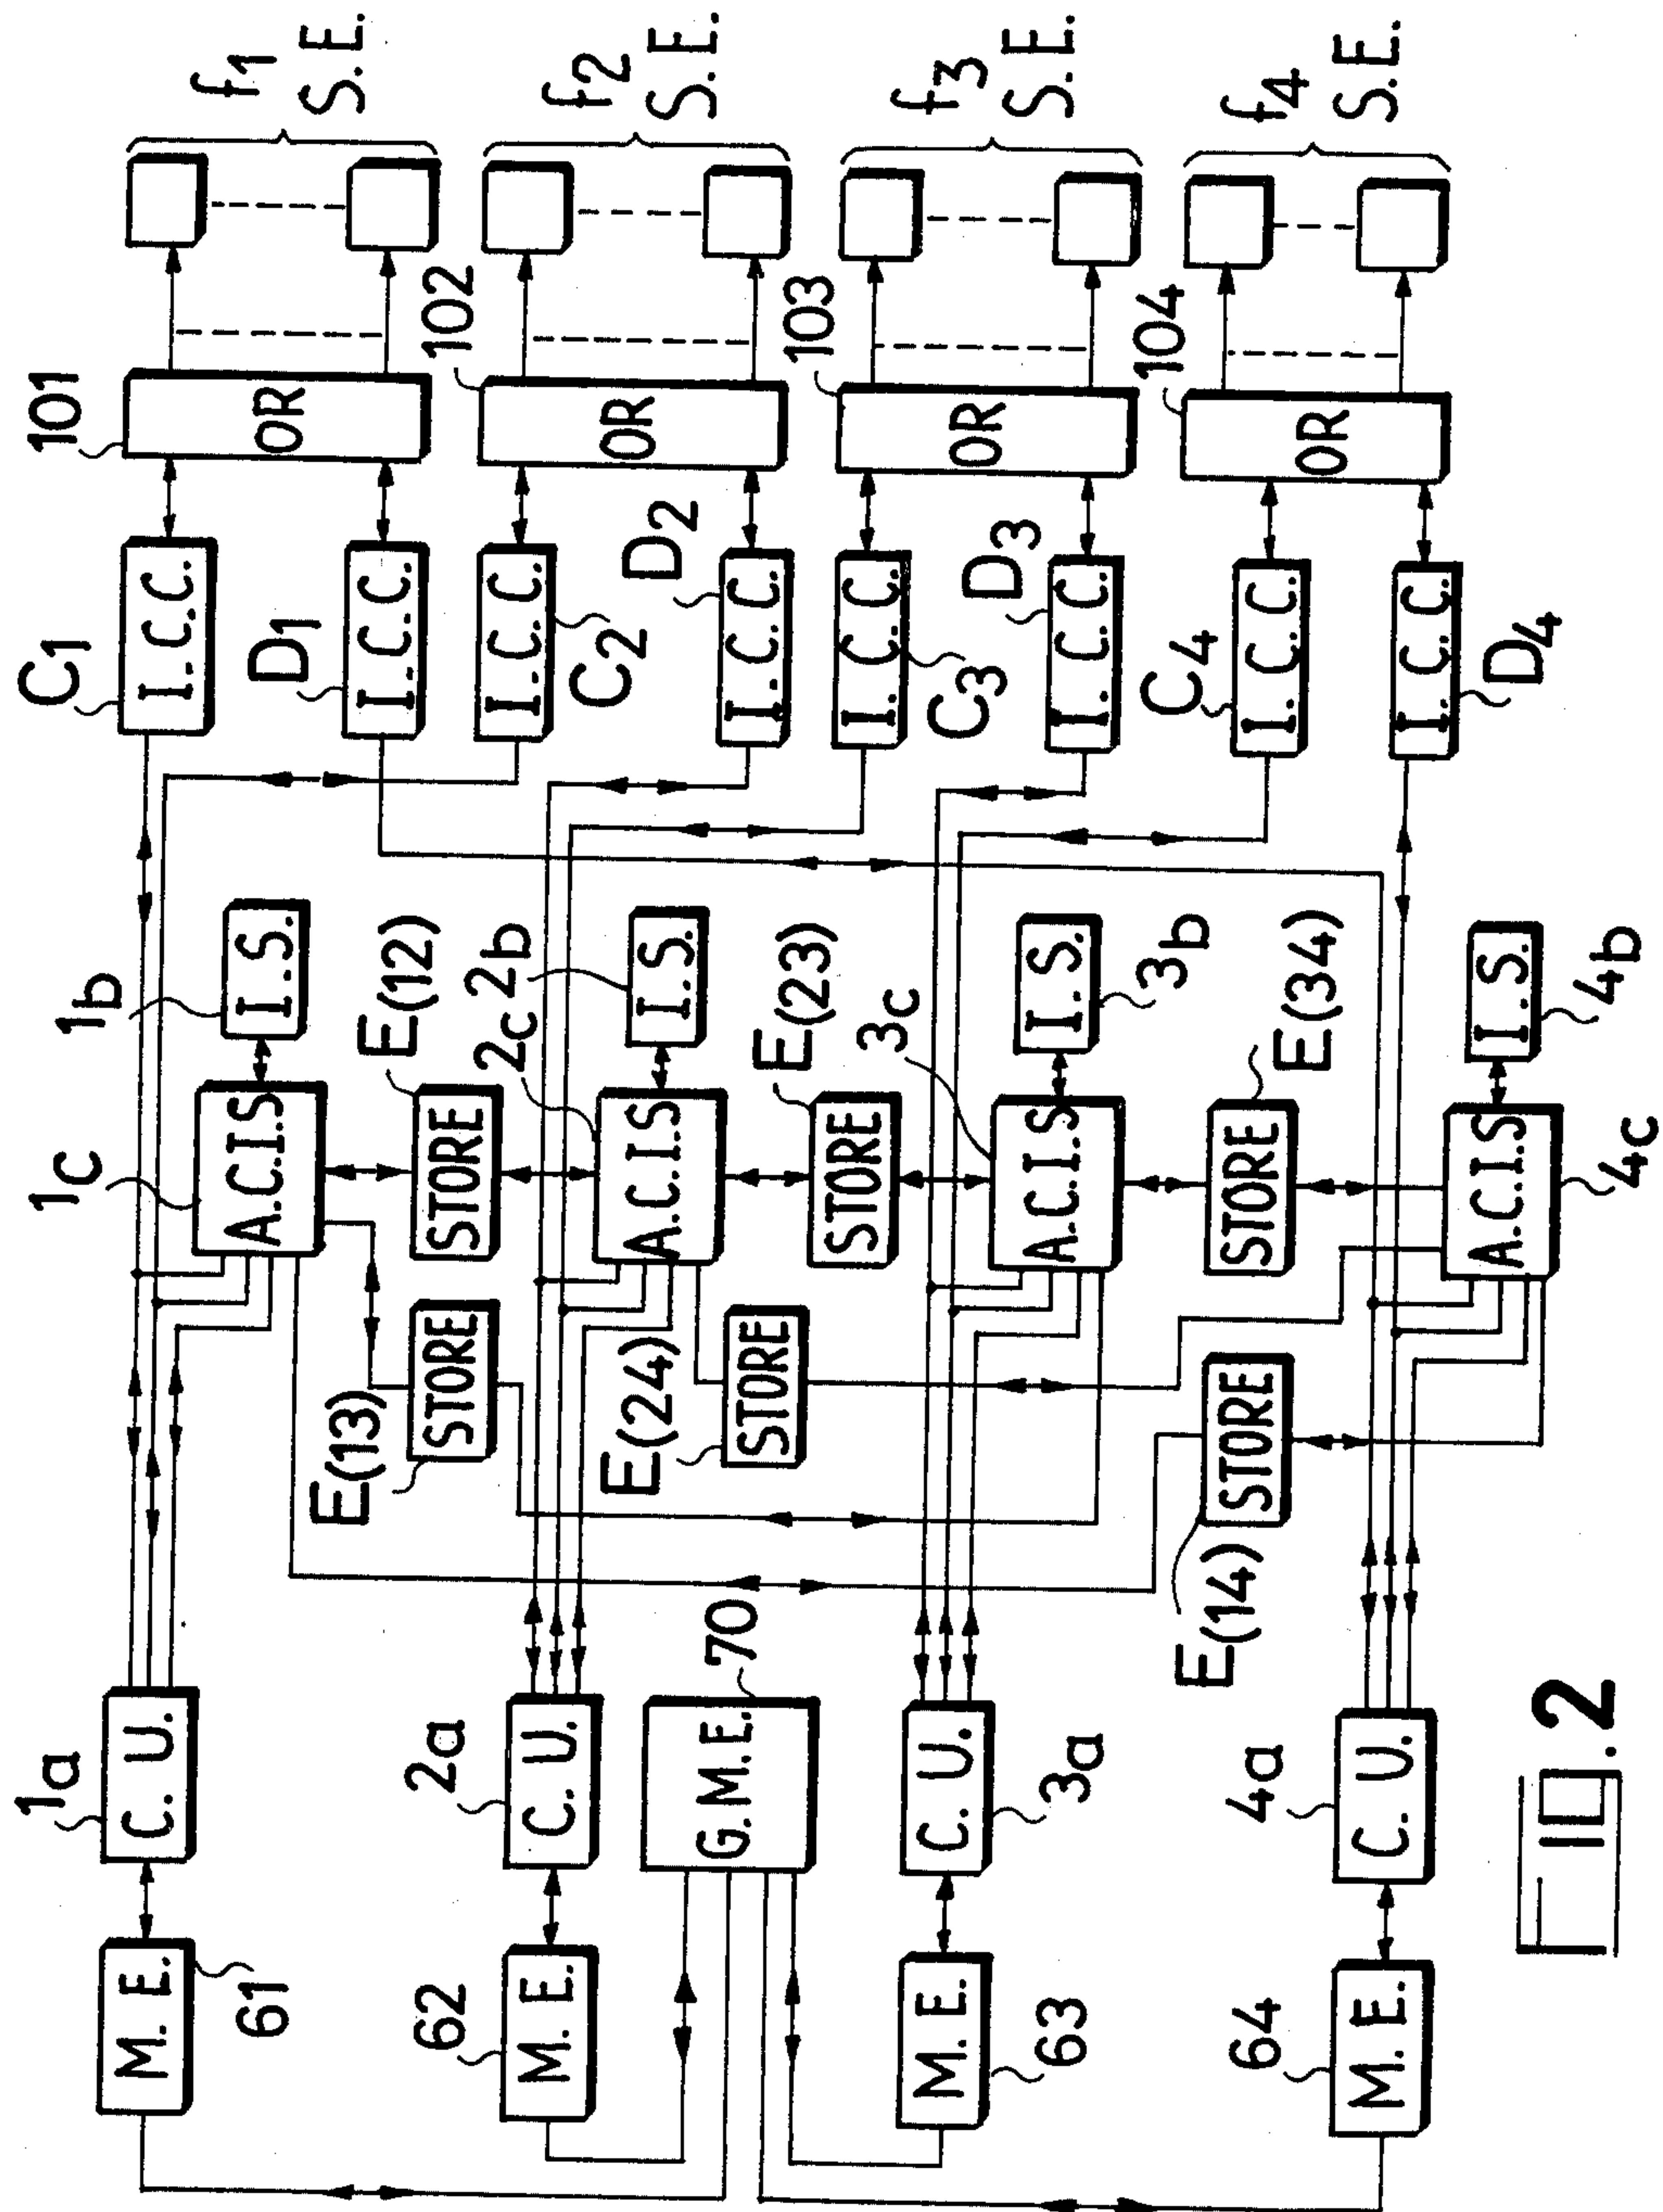 f1
S.E.
f2
S.E.
f3
S.E.
f4
S.E.
101
OR
102
OR
103
OR
104
OR
C1
I.C.C.
D1
I.C.C.
I.C.C.
C2
D2
I.C.C.
I.C.C.
C3
D3
I.C.C.
C4
I.C.C.
I.C.C.
D4
1b
I.S.
2b
I.S.
I.S.
3b
I.S.
4b
1c
A.C.I.S
E(12)
STORE
2c
A.C.I.S
E(23)
STORE
3c
A.C.I.S
E(34)
STORE
A.C.I.S
4c
E(13)
STORE
E(24)
STORE
E(14)
STORE
1a
C.U.
2a
C.U.
70
G.M.E.
C.U.
3a
4a
C.U.
M.E.
61
62
M.E.
M.E.
63
64
M.E.
FIG.2